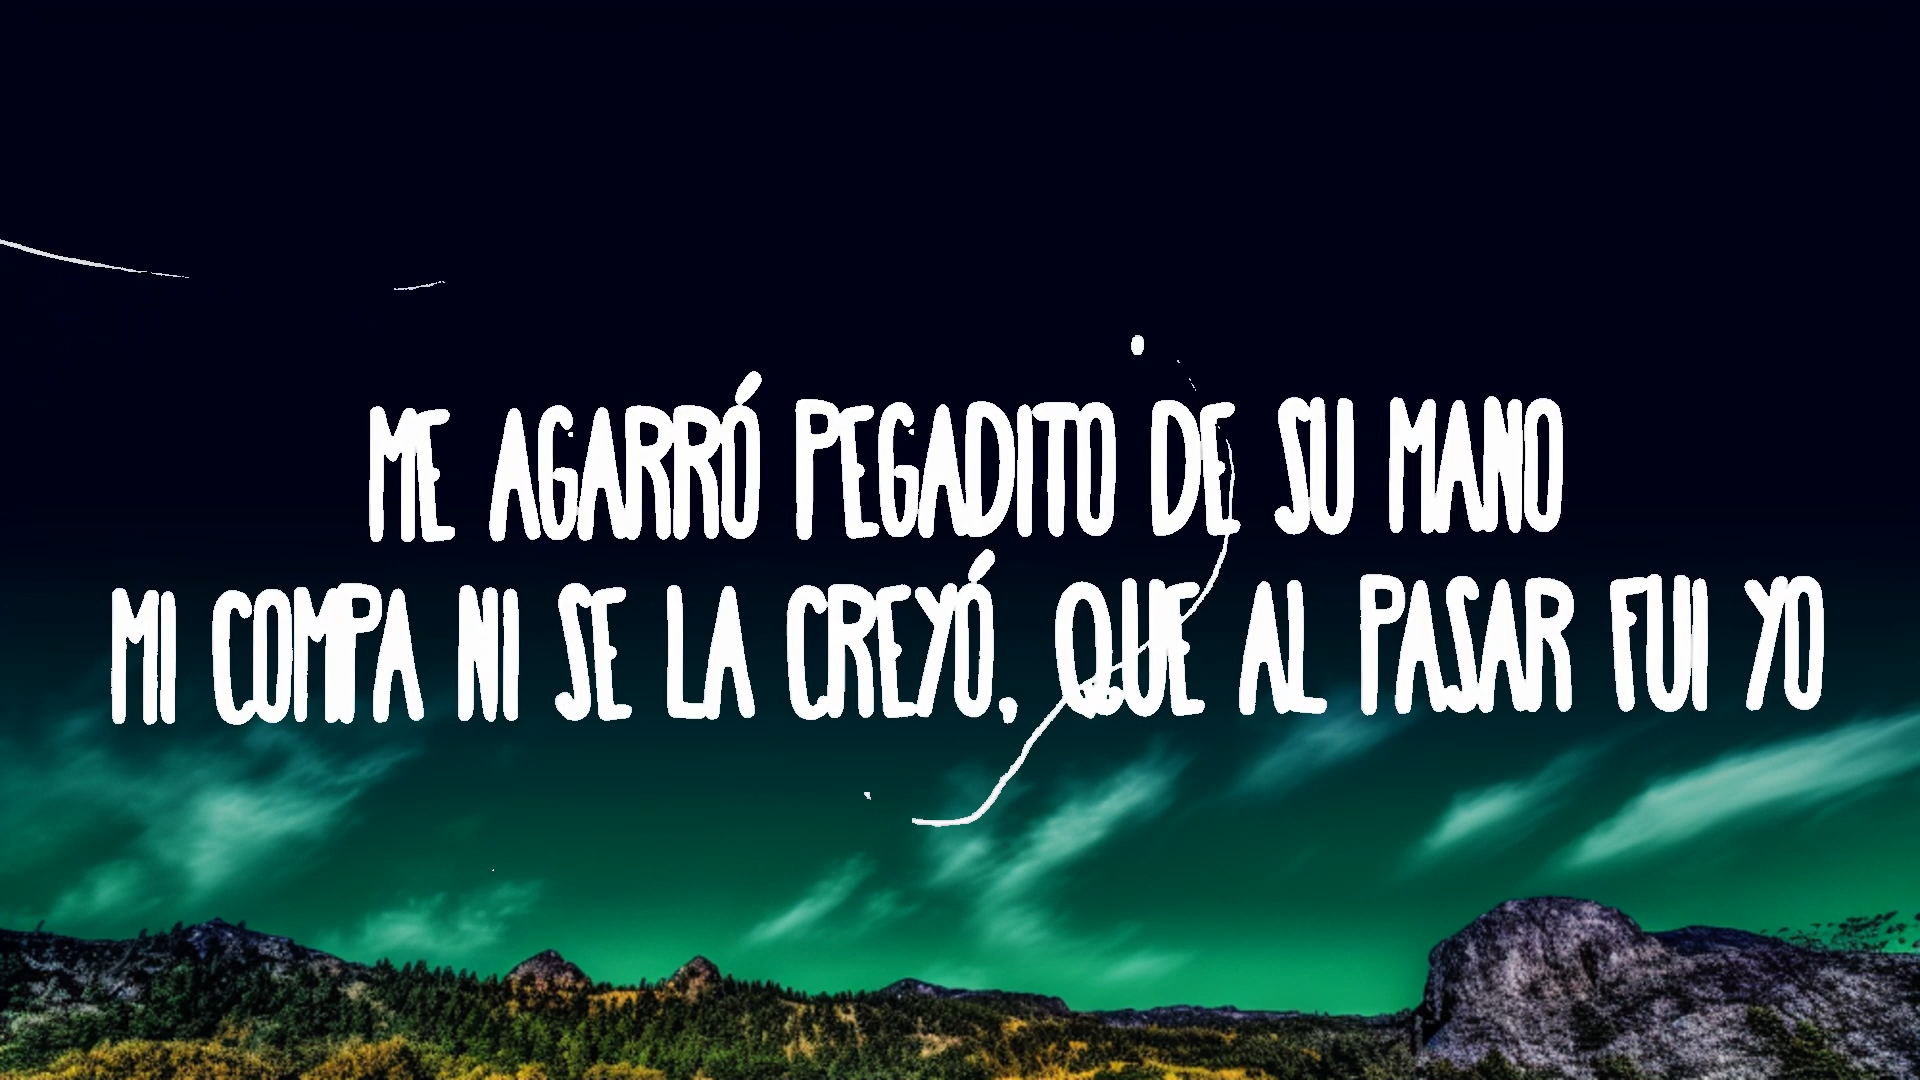 ME AGARRÓ PEGADITO DE SU MANO
MI COMPA NI SE LA CREYÓ, QUE AL PASAR FUI YO